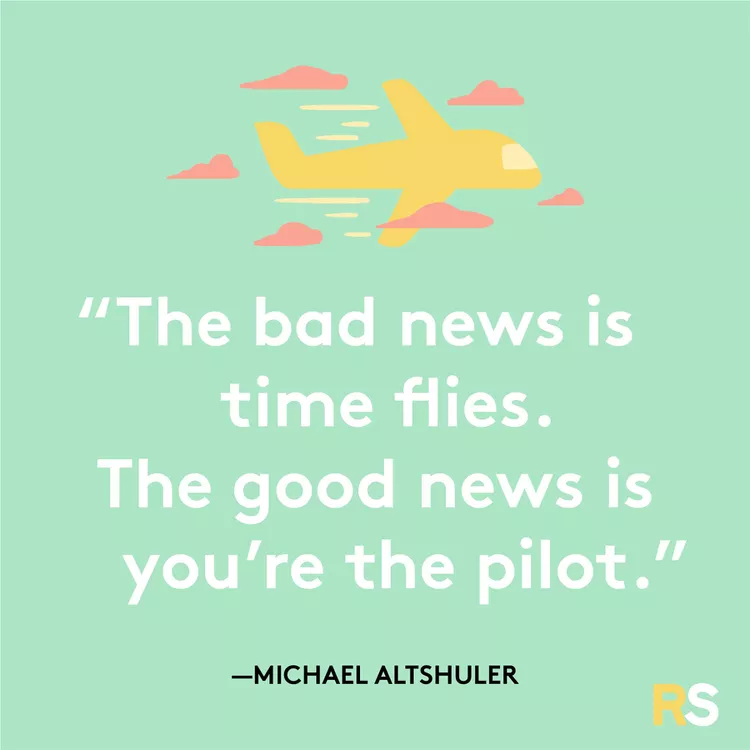 “The bad news is
time flies.
The good news is
you’re the pilot.”
—MICHAEL ALTSHULER
RS